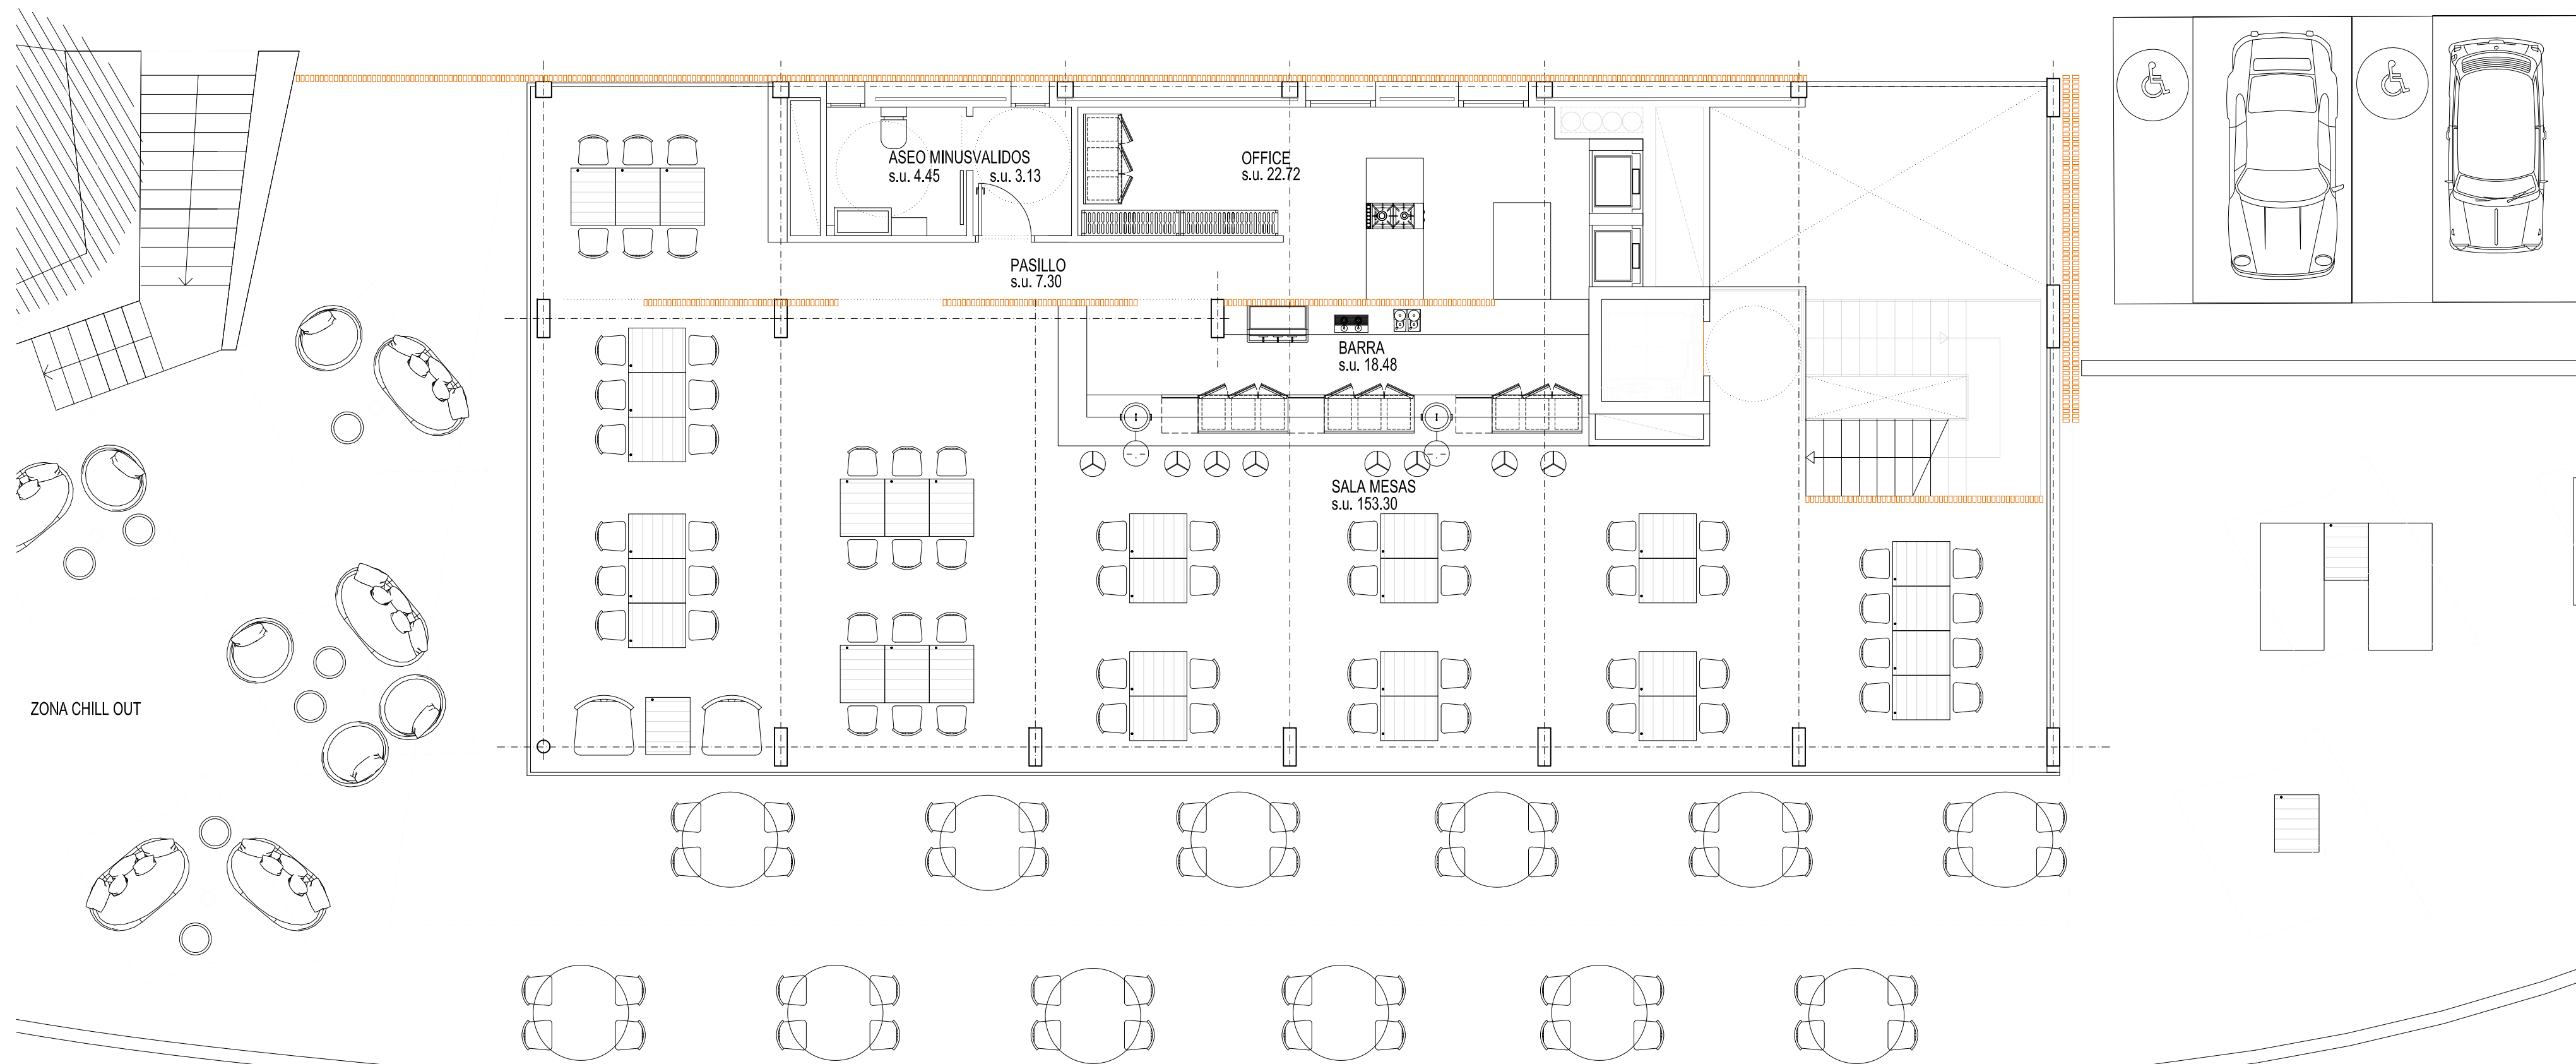 ASEO MINUSVALIDOS
s.u. 4.45 s.u. 3.13
OFFICE
s.u. 22.72
PASILLO
s.u. 7.30
BARRA
s.u. 18.48
SALA MESAS
s.u. 153.30
ZONA CHILL OUT